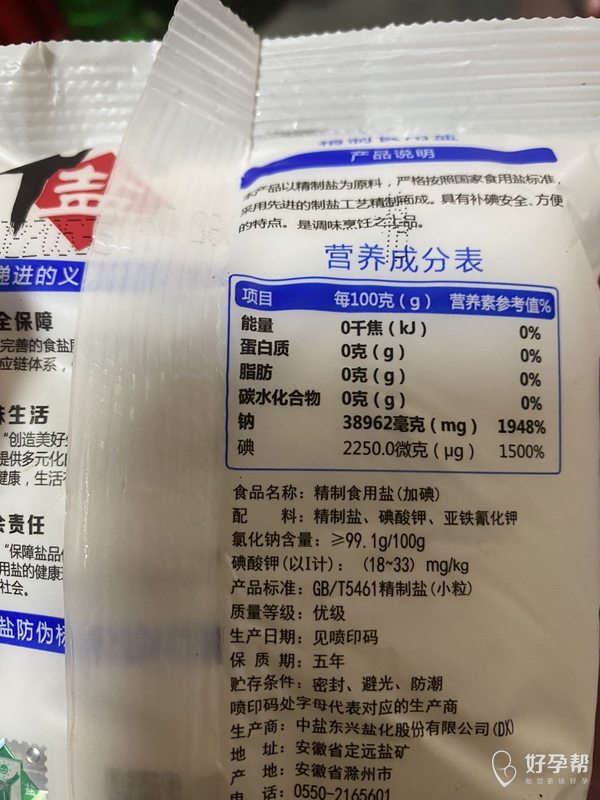 产品说明
本产品以精制盐为原料，严格按照国家食用盐标准，
采用先进的制盐工艺精制而成。具有补碘安全、方便
的特点。是调味烹饪之上品。
营养成分表
项目 每100克（g） 营养素参考值%
能量 0千焦（kJ） 0%
蛋白质 0克（g） 0%
脂肪 0克（g） 0%
碳水化合物 0克（g） 0%
钠 38962毫克（mg） 1948%
碘 2250.0微克（μg） 1500%
食品名称：精制食用盐(加碘)
配 料：精制盐、碘酸钾、亚铁氰化钾
氯化钠含量：≥99.1g/100g
碘酸钾(以I计)：(18~33) mg/kg
产品标准：GB/T5461精制盐(小粒)
质量等级：优级
生产日期：见喷印码
保 质 期：五年
贮存条件：密封、避光、防潮
喷印码处字母代表对应的生产商
生产商：中盐东兴盐化股份有限公司(DX)
地 址：安徽省定远盐矿
产 地：安徽省滁州市
电 话：0550-2165601
盐
递进的义
全保障
完善的食盐
应链体系，
味生活
“创造美好
提供多元化
健康，生活
会责任
“保障盐品
用盐的健康
社会。
盐防伪标
好孕帮
助您更快好孕